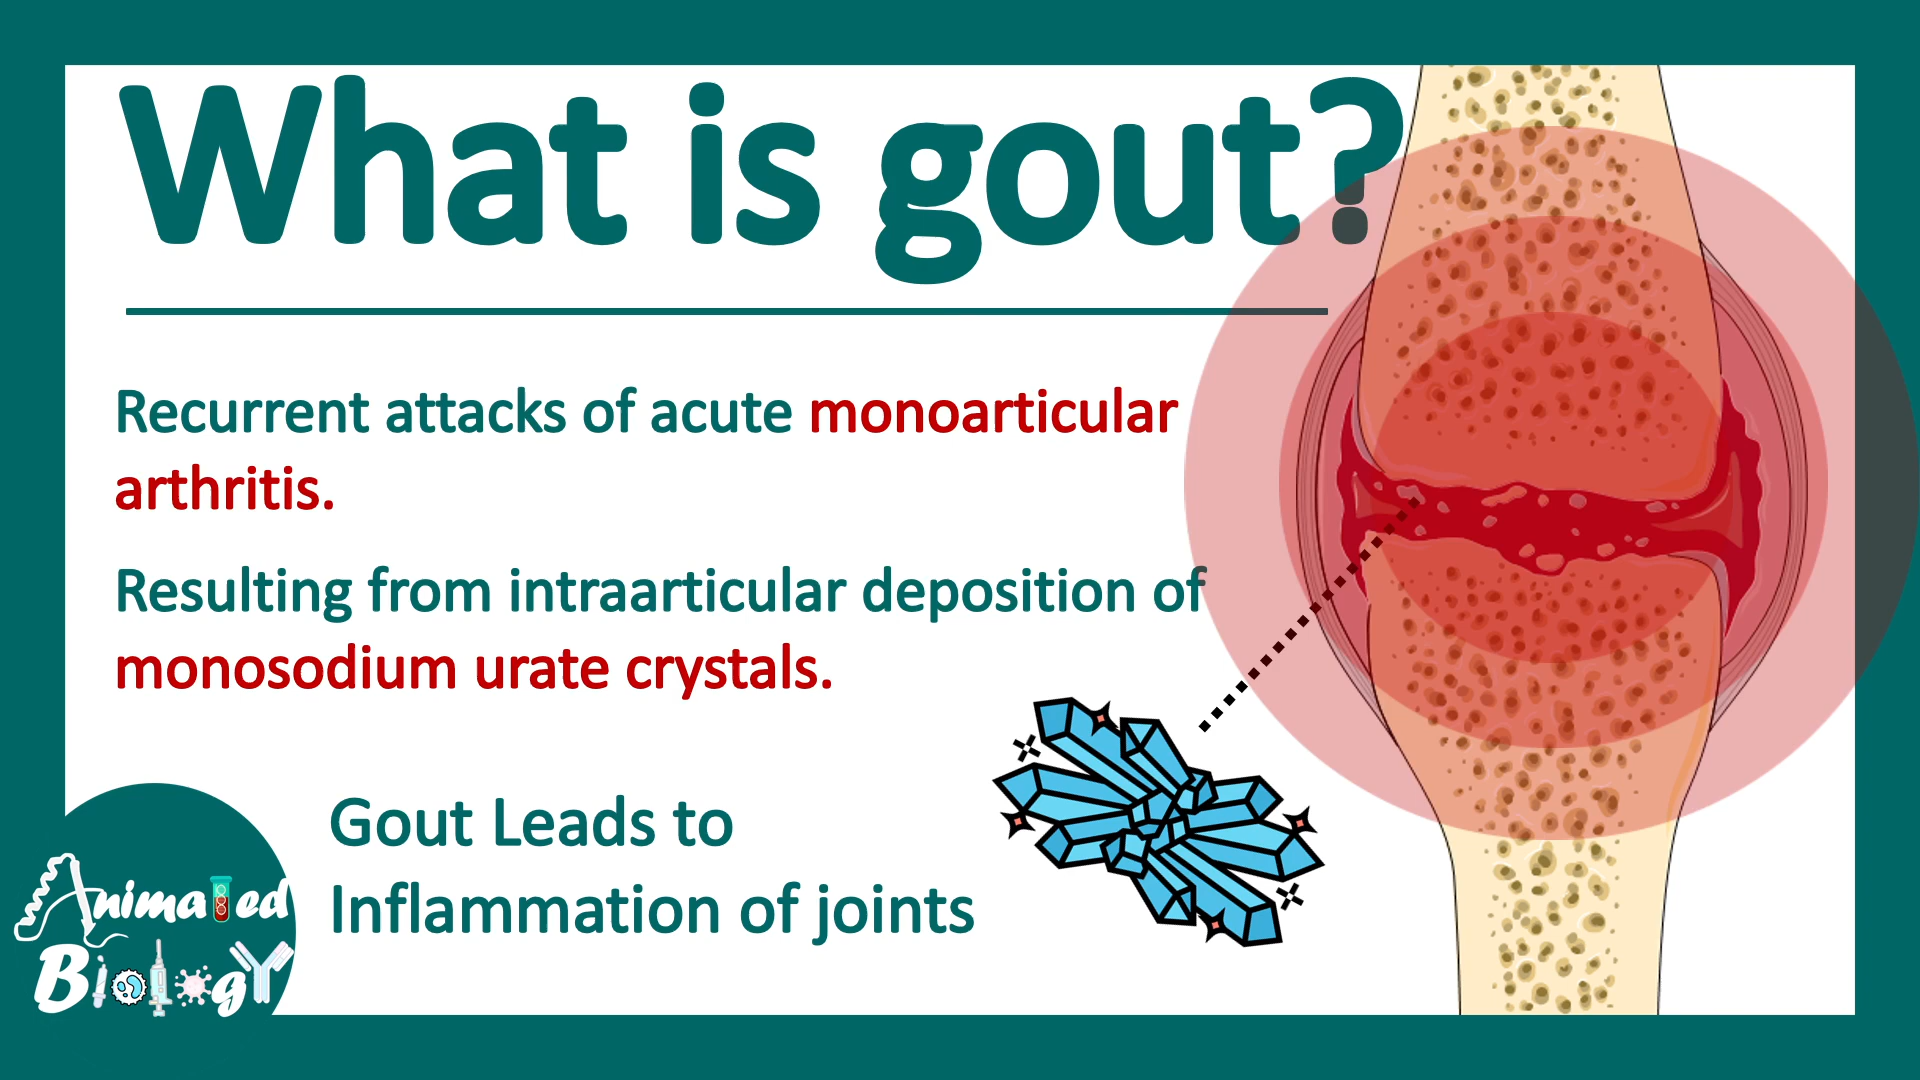 What is gout?
Recurrent attacks of acute monoarticular
arthritis.
Resulting from intraarticular deposition of
monosodium urate crystals.
Gout Leads to
Inflammation of joints
Animated
Biology